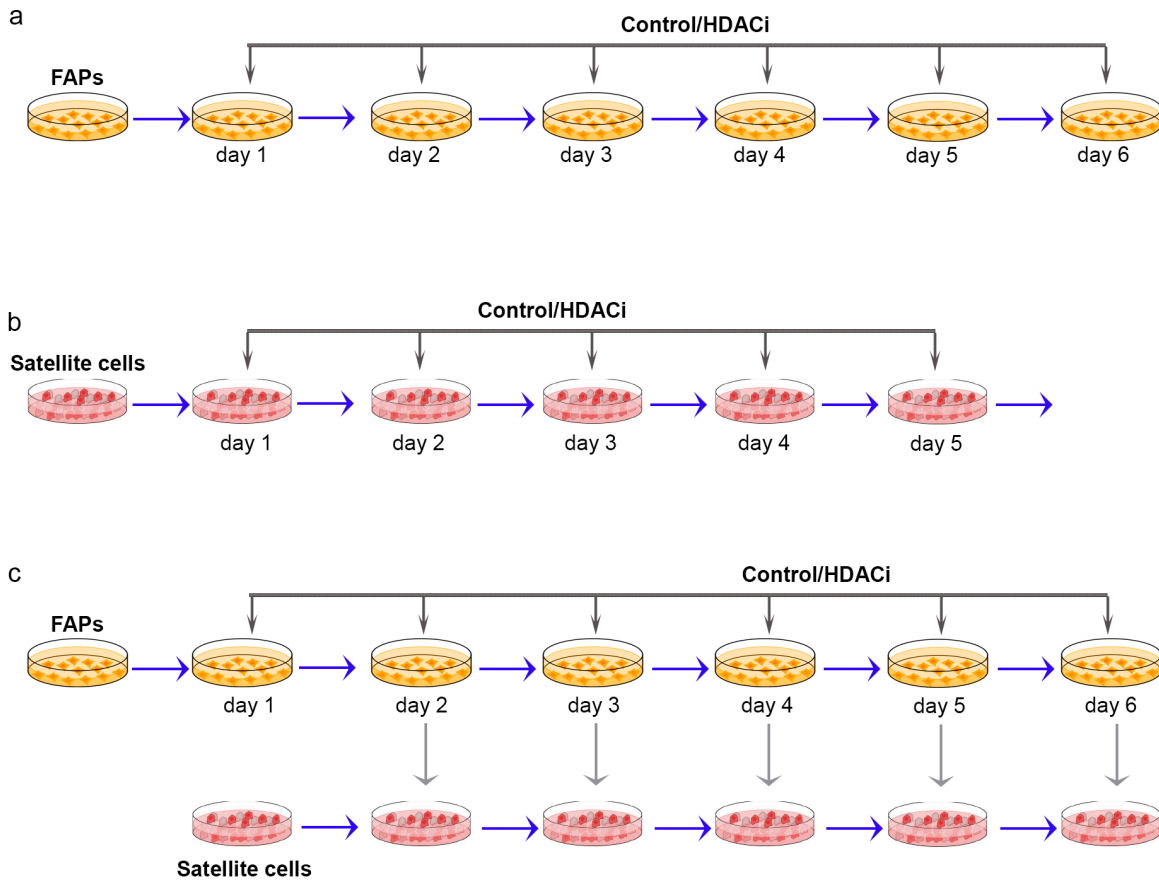 a
Control/HDACi
FAPs
day 1 day 2 day 3 day 4 day 5 day 6
b
Control/HDACi
Satellite cells
day 1 day 2 day 3 day 4 day 5
c
Control/HDACi
FAPs
day 1 day 2 day 3 day 4 day 5 day 6
Satellite cells